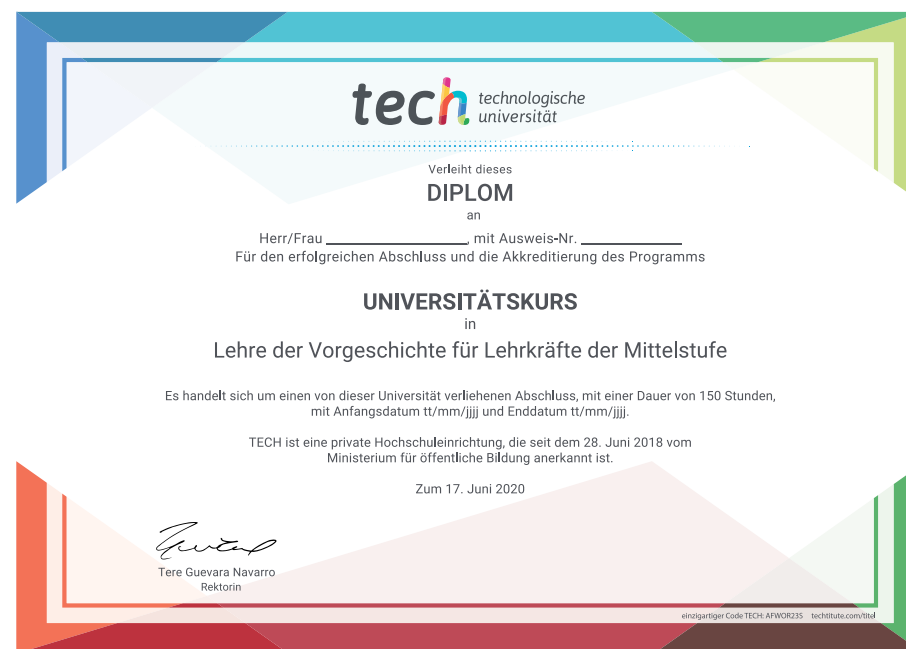 tech technologische
universität
Verleiht dieses
DIPLOM
an
Herr/Frau ____________________, mit Ausweis-Nr. ______________
Für den erfolgreichen Abschluss und die Akkreditierung des Programms
UNIVERSITÄTSKURS
in
Lehre der Vorgeschichte für Lehrkräfte der Mittelstufe
Es handelt sich um einen von dieser Universität verliehenen Abschluss, mit einer Dauer von 150 Stunden,
mit Anfangsdatum tt/mm/jjjj und Enddatum tt/mm/jjjj.
TECH ist eine private Hochschuleinrichtung, die seit dem 28. Juni 2018 vom
Ministerium für öffentliche Bildung anerkannt ist.
Zum 17. Juni 2020
Tere Guevara Navarro
Rektorin
einzigartiger Code TECH: AFWOR23S techtitute.com/titel